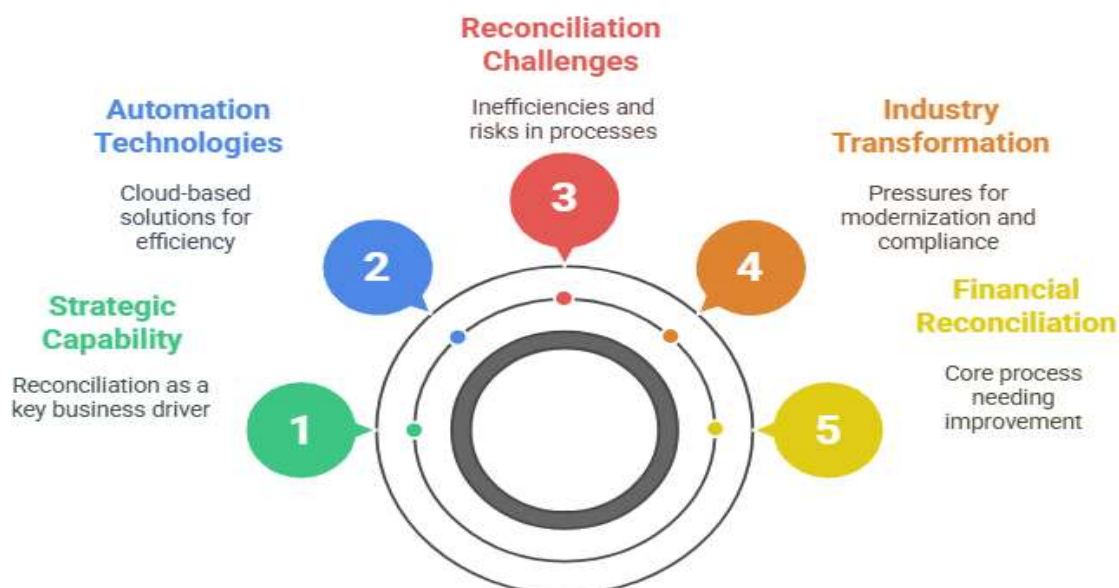 Reconciliation
Challenges
Inefficiencies and
risks in processes
Automation
Technologies
Cloud-based
solutions for
efficiency
Industry
Transformation
Pressures for
modernization and
compliance
Strategic
Capability
Reconciliation as a
key business driver
Financial
Reconciliation
Core process
needing
improvement
1
2
3
4
5